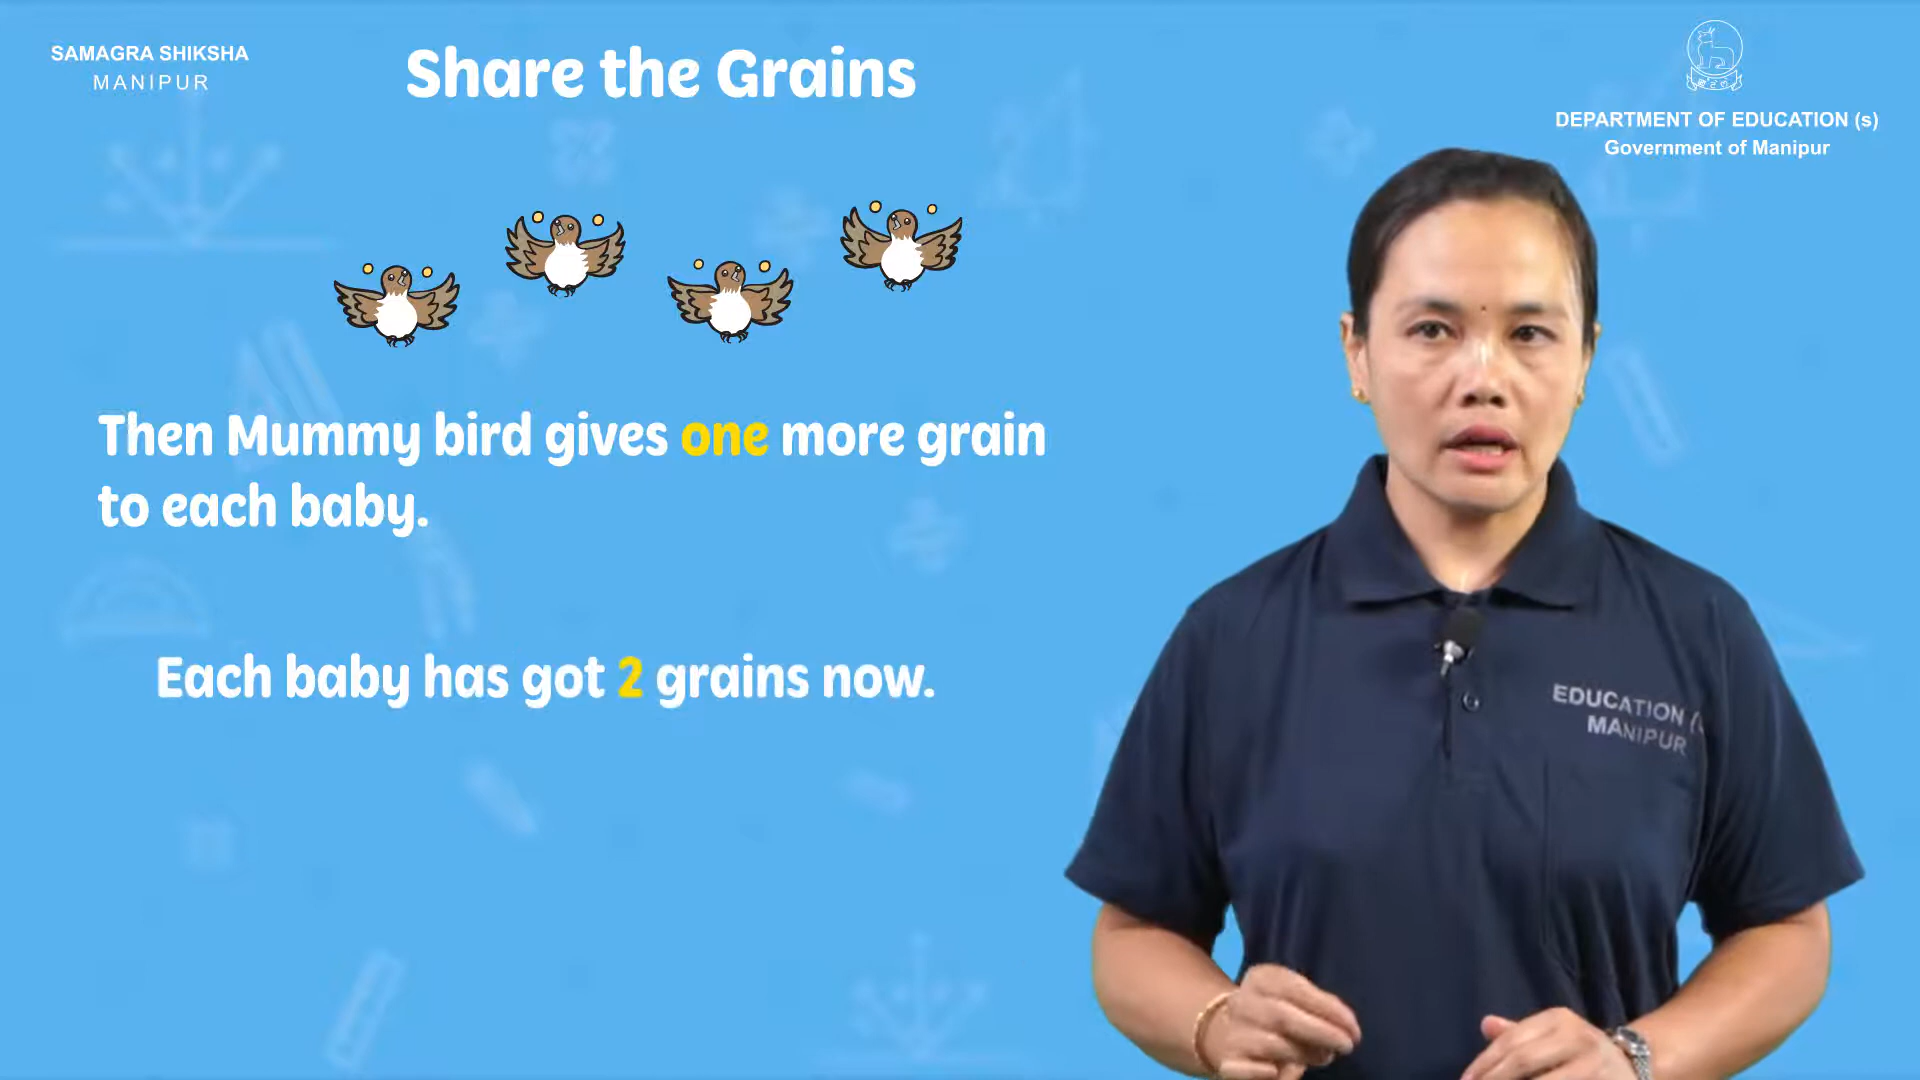 SAMAGRA SHIKSHA
MANIPUR
Share the Grains
DEPARTMENT OF EDUCATION (s)
Government of Manipur
Then Mummy bird gives one more grain
to each baby.
Each baby has got 2 grains now.
EDUCATION (
MANIPUR